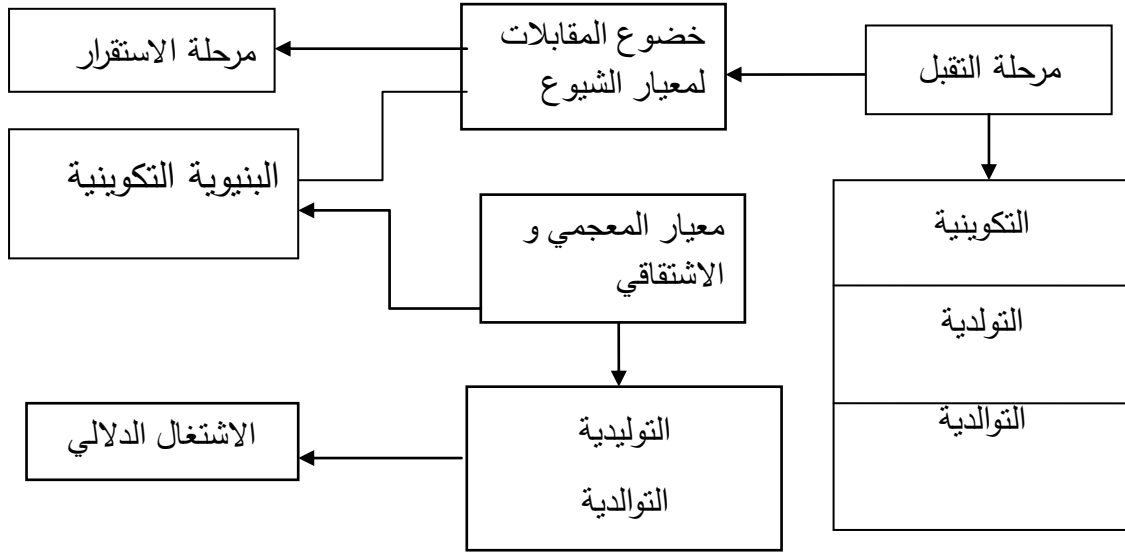 مرحلة التقبل
خضوع المقابلات
لمعيار الشيوع
مرحلة الاستقرار
البنيوية التكوينية
معيار المعجمي و
الاشتقاقي
التكوينية
التولدية
التوالدية
التوليدية
التوالدية
الاشتغال الدلالي